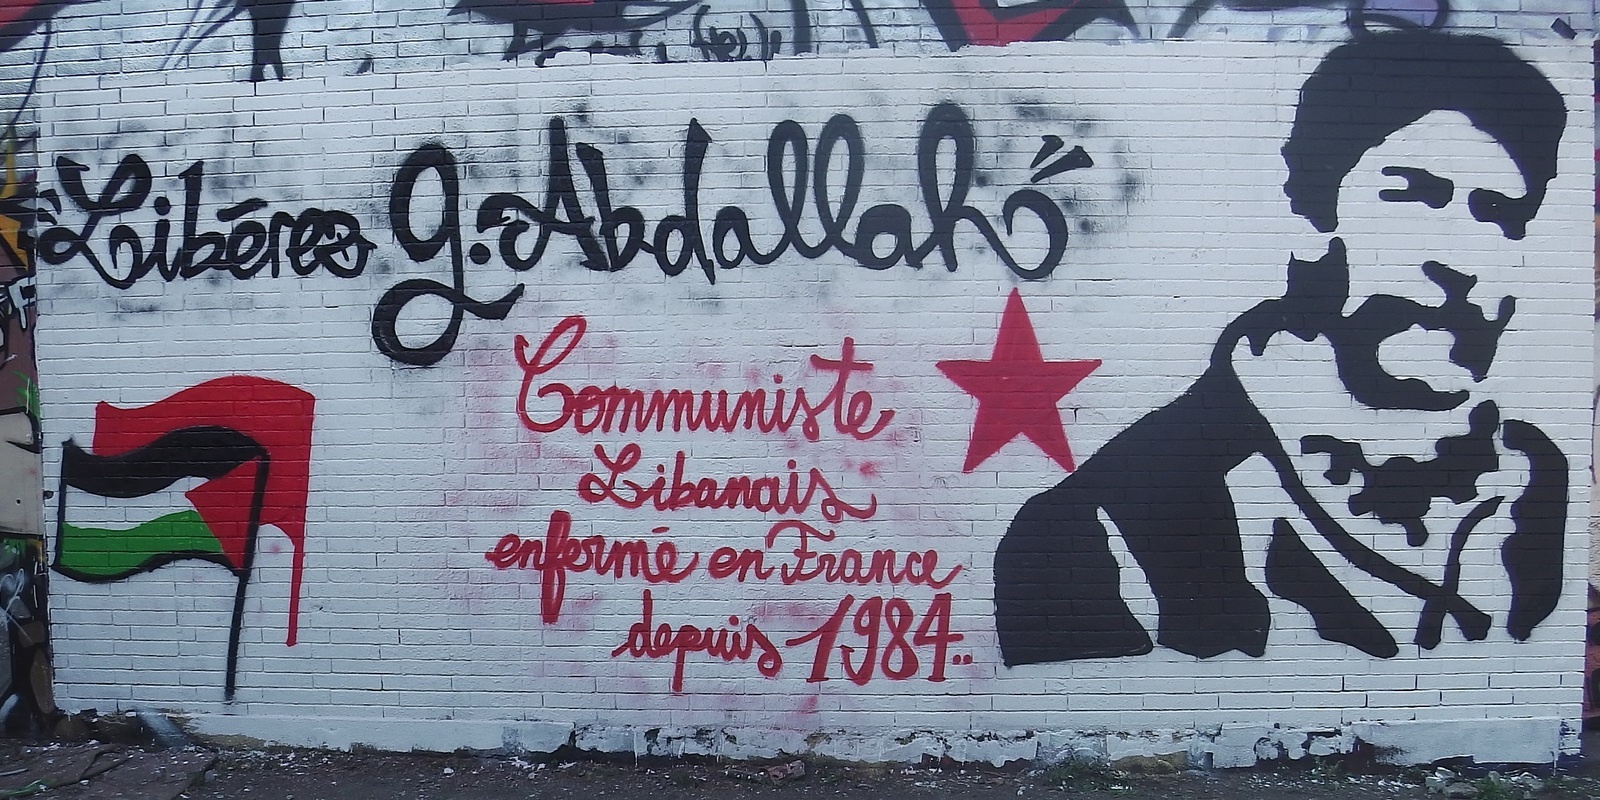 "Libérez G. Abdallah"
Communiste
Libanais
enfermé en France
depuis 1984..